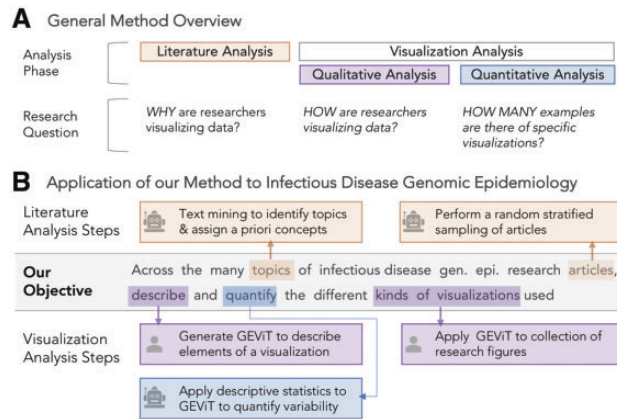 A General Method Overview
Analysis Phase
Literature Analysis
Visualization Analysis
Qualitative Analysis
Quantitative Analysis
Research Question
WHY are researchers
visualizing data?
HOW are researchers
visualizing data?
HOW MANY examples
are there of specific
visualizations?
B Application of our Method to Infectious Disease Genomic Epidemiology
Literature
Analysis Steps
Text mining to identify topics
& assign a priori concepts
Perform a random stratified
sampling of articles
Our
Objective
Across the many topics of infectious disease gen. epi. research articles,
describe and quantify the different kinds of visualizations used
Visualization
Analysis Steps
Generate GEViT to describe
elements of a visualization
Apply GEViT to collection of
research figures
Apply descriptive statistics to
GEViT to quantify variability